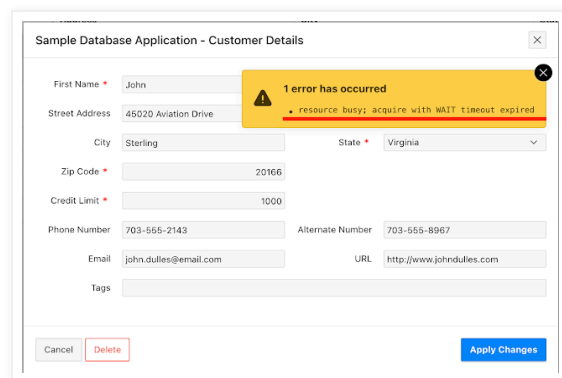 Sample Database Application - Customer Details
First Name * John
1 error has occurred
• resource busy; acquire with WAIT timeout expired
Street Address 45020 Aviation Drive
City Sterling State * Virginia
Zip Code * 20166
Credit Limit * 1000
Phone Number 703-555-2143 Alternate Number 703-555-8967
Email john.dulles@email.com URL http://www.johndulles.com
Tags
Cancel Delete Apply Changes